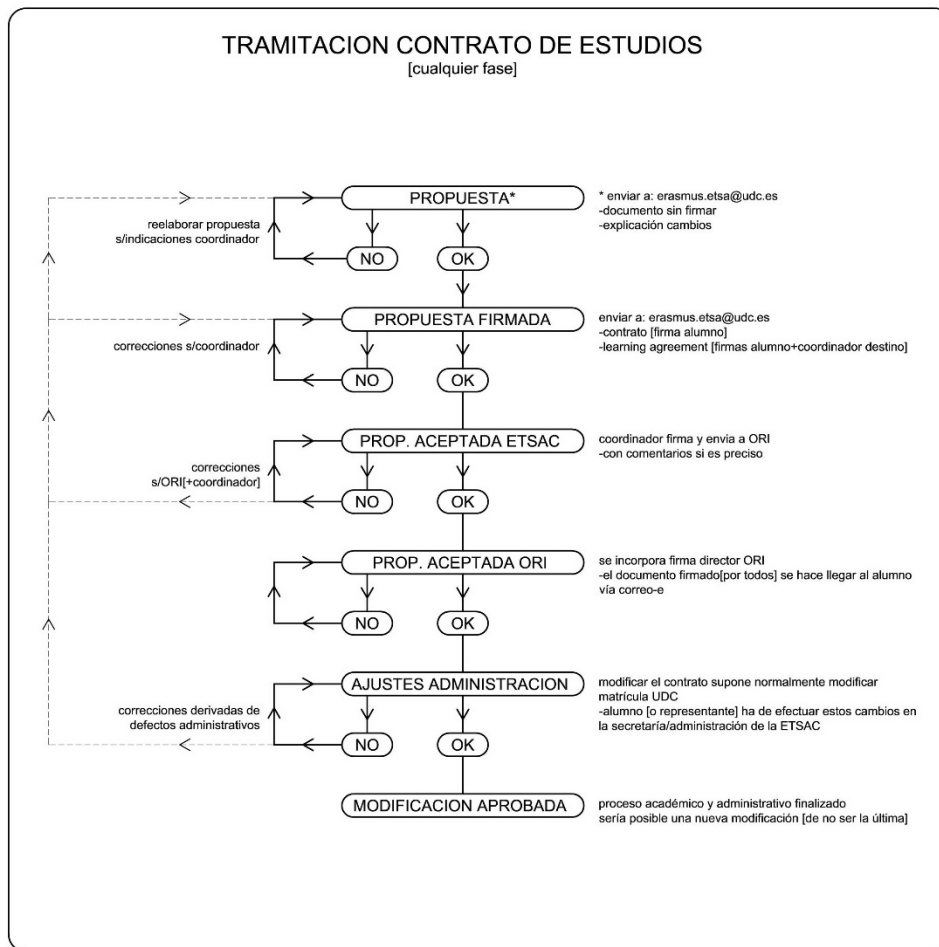 TRAMITACION CONTRATO DE ESTUDIOS
[cualquier fase]
PROPUESTA*
* enviar a: erasmus.etsa@udc.es
-documento sin firmar
-explicación cambios
reelaborar propuesta
s/indicaciones coordinador
NO
OK
PROPUESTA FIRMADA
enviar a: erasmus.etsa@udc.es
-contrato [firma alumno]
-learning agreement [firmas alumno+coordinador destino]
correcciones s/coordinador
NO
OK
PROP. ACEPTADA ETSAC
coordinador firma y envia a ORI
-con comentarios si es preciso
correcciones
s/ORI[+coordinador]
NO
OK
PROP. ACEPTADA ORI
se incorpora firma director ORI
-el documento firmado[por todos] se hace llegar al alumno
vía correo-e
NO
OK
AJUSTES ADMINISTRACION
modificar el contrato supone normalmente modificar
matrícula UDC
-alumno [o representante] ha de efectuar estos cambios en
la secretaría/administración de la ETSAC
correcciones derivadas de
defectos administrativos
NO
OK
MODIFICACION APROBADA
proceso académico y administrativo finalizado
sería posible una nueva modificación [de no ser la última]